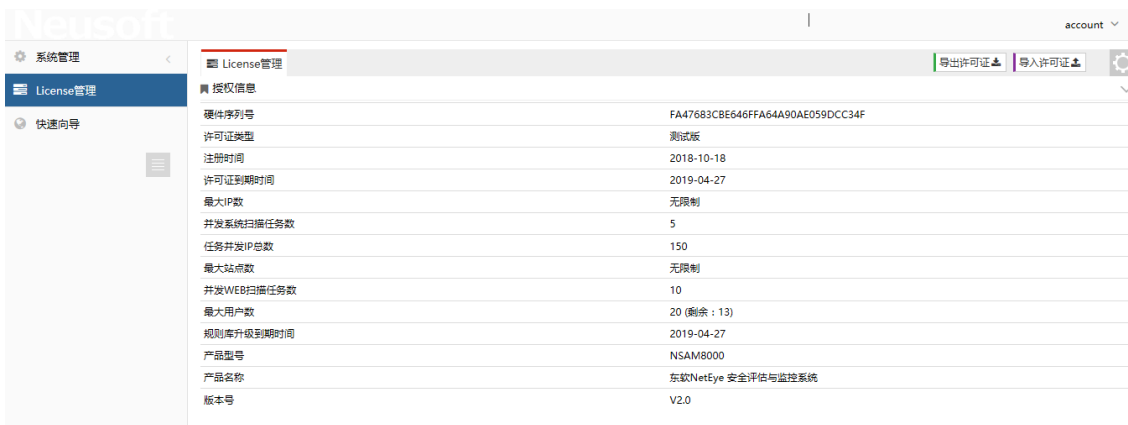 Neusoft
account
系统管理
License管理
快速向导
License管理
导出许可证
导入许可证
授权信息
硬件序列号 FA47683CBE646FFA64A90AE059DCC34F
许可证类型 测试版
注册时间 2018-10-18
许可证到期时间 2019-04-27
最大IP数 无限制
并发系统扫描任务数 5
任务并发IP总数 150
最大站点数 无限制
并发WEB扫描任务数 10
最大用户数 20 (剩余：13)
规则库升级到期时间 2019-04-27
产品型号 NSAM8000
产品名称 东软NetEye 安全评估与监控系统
版本号 V2.0